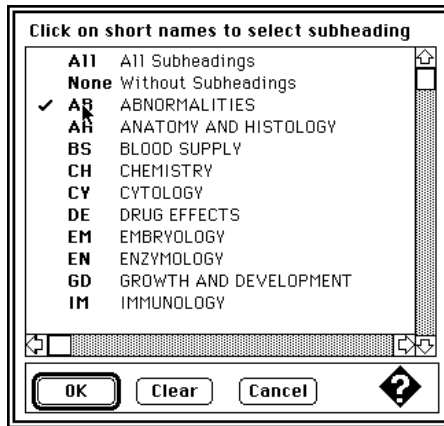 Click on short names to select subheading
All All Subheadings
None Without Subheadings
✓ AB ABNORMALITIES
AH ANATOMY AND HISTOLOGY
BS BLOOD SUPPLY
CH CHEMISTRY
CY CYTOLOGY
DE DRUG EFFECTS
EM EMBRYOLOGY
EN ENZYMOLOGY
GD GROWTH AND DEVELOPMENT
IM IMMUNOLOGY
OK Clear Cancel ?